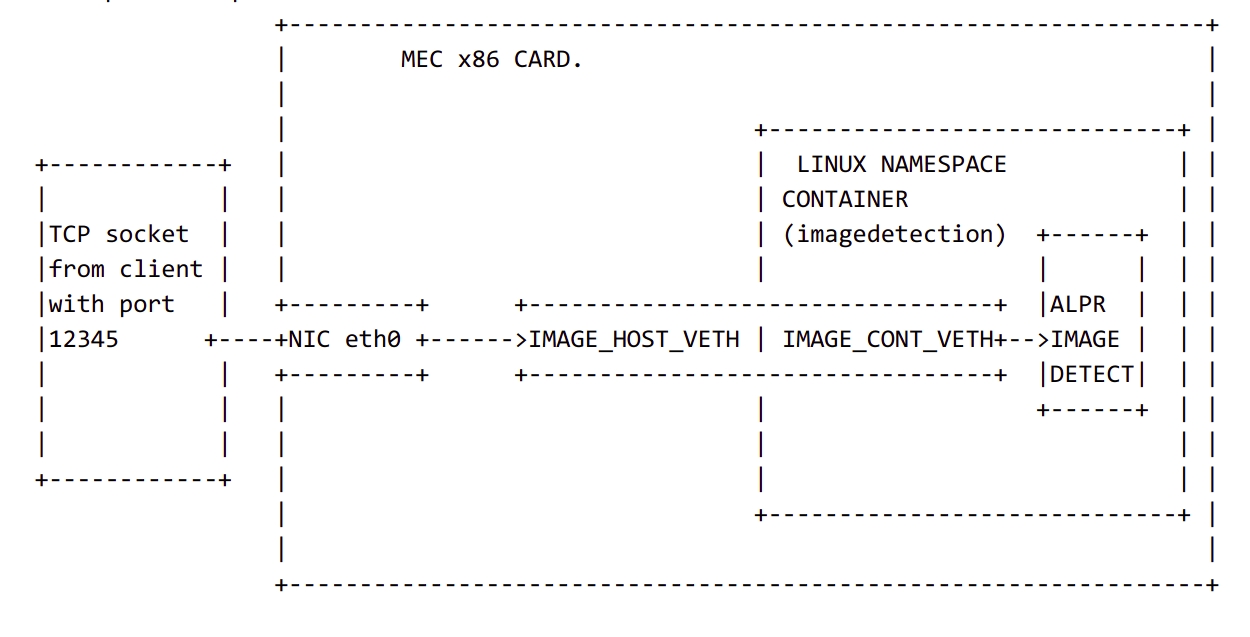 MEC x86 CARD.
LINUX NAMESPACE
CONTAINER
(imagedetection)
TCP socket
from client
with port
12345
NIC eth0
IMAGE_HOST_VETH
IMAGE_CONT_VETH
ALPR
IMAGE
DETECT